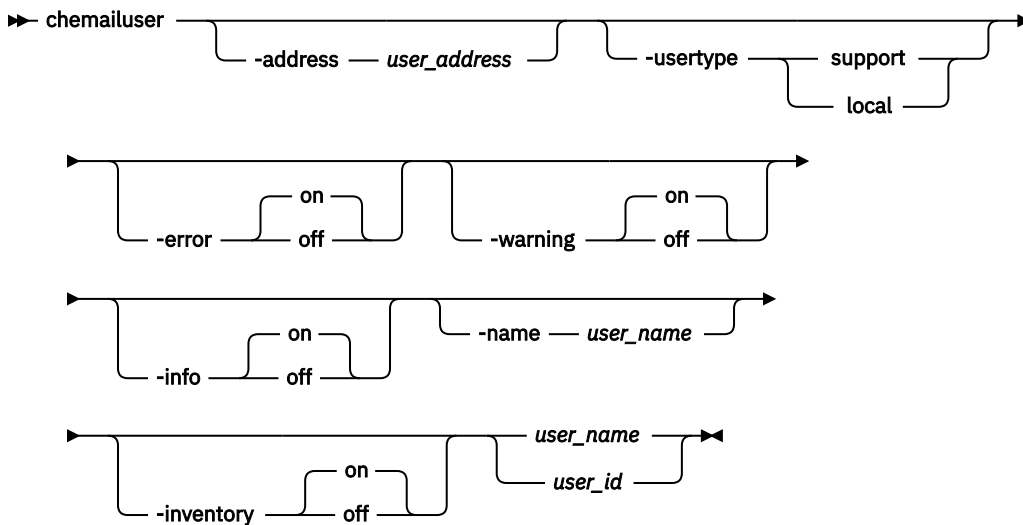 chemailuser
-address user_address
-usertype support
local
-error on
off
-warning on
off
-info on
off
-name user_name
-inventory on
off
user_name
user_id